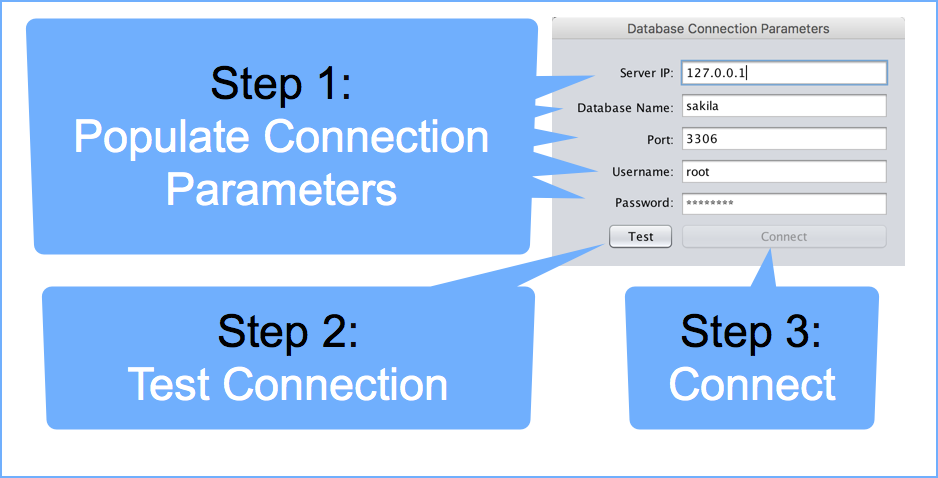 Step 1:
Populate Connection
Parameters
Database Connection Parameters
Server IP: 127.0.0.1
Database Name: sakila
Port: 3306
Username: root
Password: ********
Test Connect
Step 2:
Test Connection
Step 3:
Connect